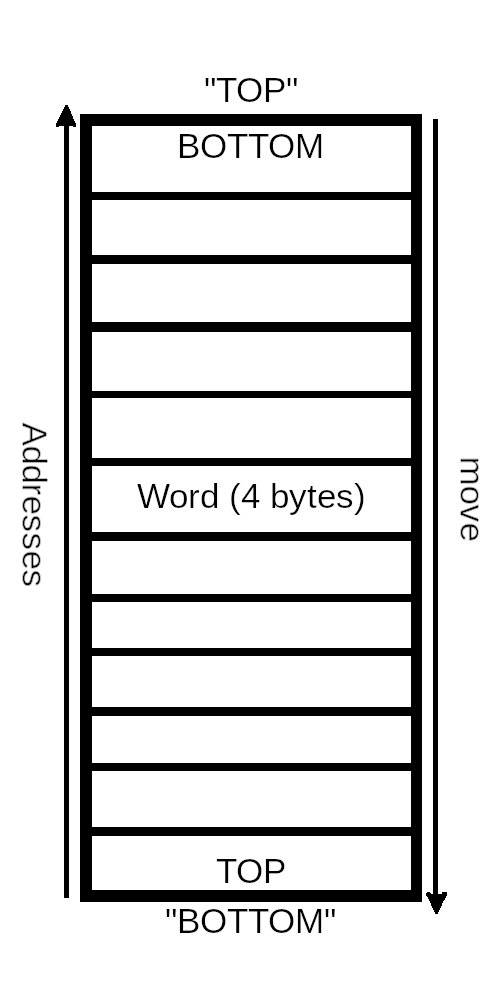 "TOP"
BOTTOM
Addresses
move
Word (4 bytes)
TOP
"BOTTOM"